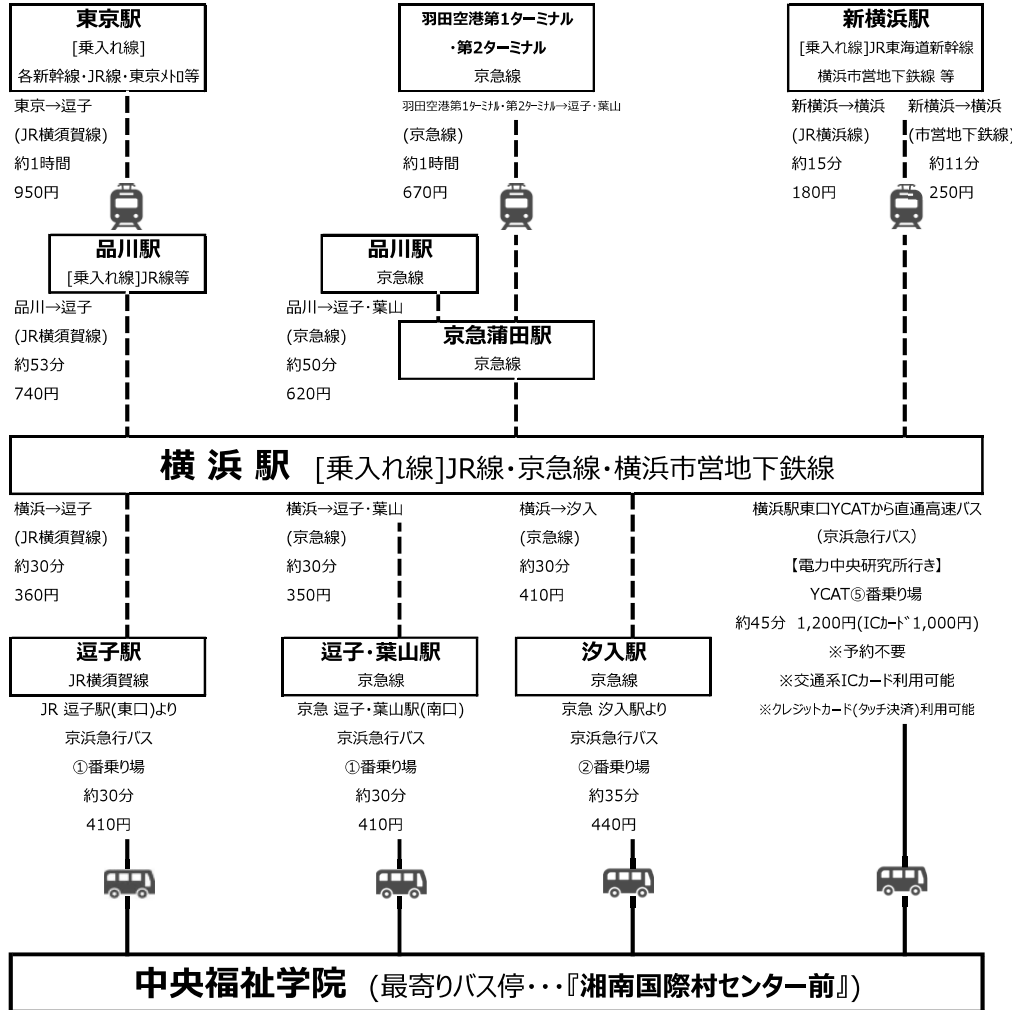 東京駅
[乗入れ線]
各新幹線･JR線･東京ﾒﾄﾛ等
東京→逗子
(JR横須賀線)
約1時間
950円
品川駅
[乗入れ線]JR線等
品川→逗子
(JR横須賀線)
約53分
740円
羽田空港第1ターミナル
･第2ターミナル
京急線
羽田空港第1ﾀｰﾐﾅﾙ･第2ﾀｰﾐﾅﾙ→逗子･葉山
(京急線)
約1時間
670円
品川駅
京急線
品川→逗子･葉山
(京急線)
約50分
620円
京急蒲田駅
京急線
新横浜駅
[乗入れ線]JR東海道新幹線
横浜市営地下鉄線 等
新横浜→横浜
(JR横浜線)
約15分
180円
新横浜→横浜
(市営地下鉄線)
約11分
250円
横 浜 駅 [乗入れ線]JR線･京急線･横浜市営地下鉄線
横浜→逗子
(JR横須賀線)
約30分
360円
逗子駅
JR横須賀線
JR 逗子駅(東口)より
京浜急行バス
①番乗り場
約30分
410円
横浜→逗子･葉山
(京急線)
約30分
350円
逗子･葉山駅
京急線
京急 逗子･葉山駅(南口)
京浜急行バス
①番乗り場
約30分
410円
横浜→汐入
(京急線)
約30分
410円
汐入駅
京急線
京急 汐入駅より
京浜急行バス
②番乗り場
約35分
440円
横浜駅東口YCATから直通高速バス
(京浜急行バス)
【電力中央研究所行き】
YCAT⑤番乗り場
約45分 1,200円(ICｶｰﾄﾞ1,000円)
※予約不要
※交通系ICカード利用可能
※クレジットカード(タッチ決済)利用可能
中央福祉学院 (最寄りバス停･･･『湘南国際村センター前』)